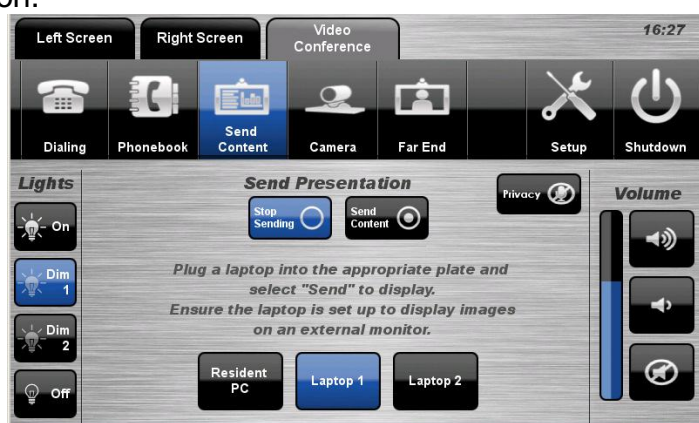 on.
Left Screen
Right Screen
Video
Conference
16:27
Dialing
Phonebook
Send
Content
Camera
Far End
Setup
Shutdown
Lights
Send Presentation
Privacy
Volume
On
Stop
Sending
Send
Content
Dim
1
Plug a laptop into the appropriate plate and
select "Send" to display.
Ensure the laptop is set up to display images
on an external monitor.
Dim
2
Resident
PC
Laptop 1
Laptop 2
Off